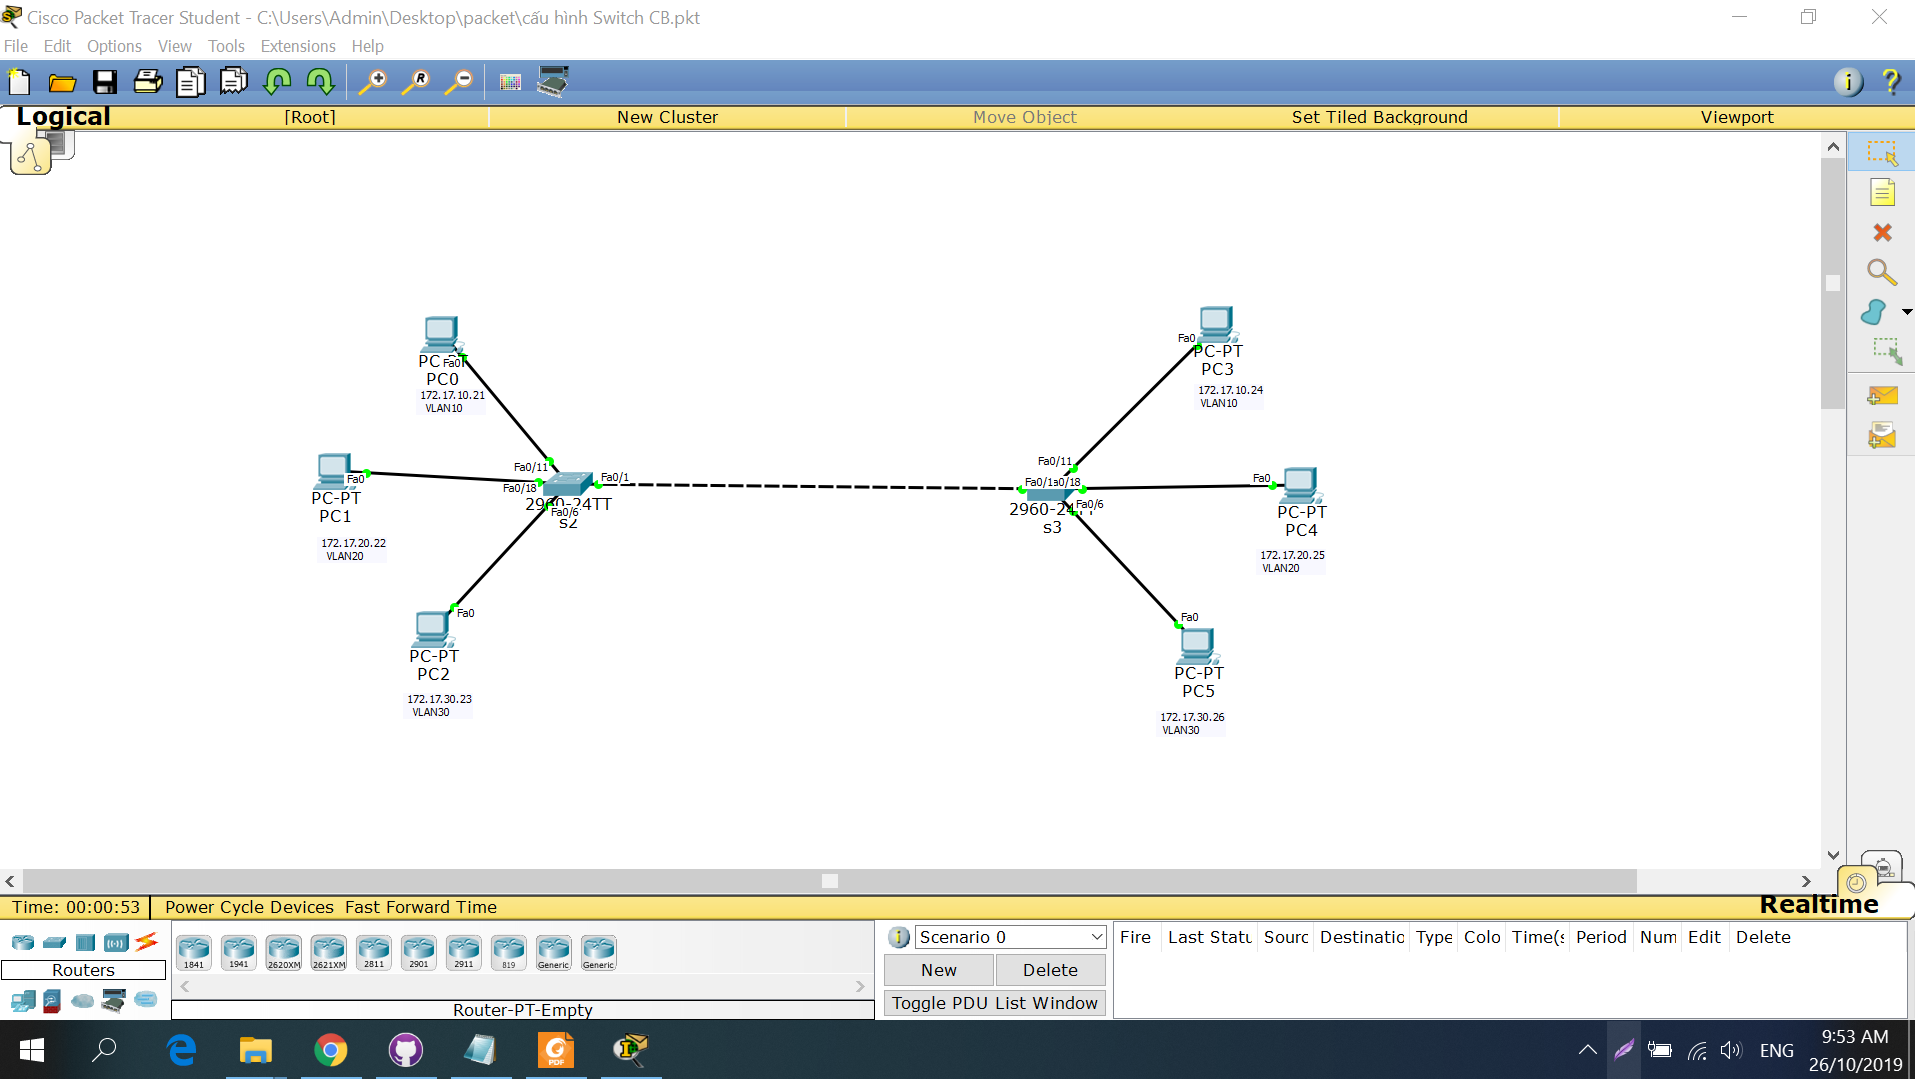 Cisco Packet Tracer Student - C:\Users\Admin\Desktop\packet\cấu hình Switch CB.pkt
File Edit Options View Tools Extensions Help
Logical [Root] New Cluster Move Object Set Tiled Background Viewport
PC-PT
Fa0
PC0
172.17.10.21
VLAN10
Fa0
PC-PT
PC1
172.17.20.22
VLAN20
Fa0
PC-PT
PC2
172.17.30.23
VLAN30
Fa0/11
Fa0/18
Fa0/1
2960-24TT
Fa0/6
s2
Fa0/11
Fa0/1
Fa0/18
2960-24TT
Fa0/6
s3
Fa0
PC-PT
PC3
172.17.10.24
VLAN10
Fa0
PC-PT
PC4
172.17.20.25
VLAN20
Fa0
PC-PT
PC5
172.17.30.26
VLAN30
Time: 00:00:53 Power Cycle Devices Fast Forward Time Realtime
Routers
1841 1941 2620XM 2621XM 2811 2901 2911 819 Generic Generic
Router-PT-Empty
Scenario 0
New Delete
Toggle PDU List Window
Fire Last Statu Sourc Destinatio Type Colo Time(s Period Num Edit Delete
PDF
ENG
9:53 AM
26/10/2019